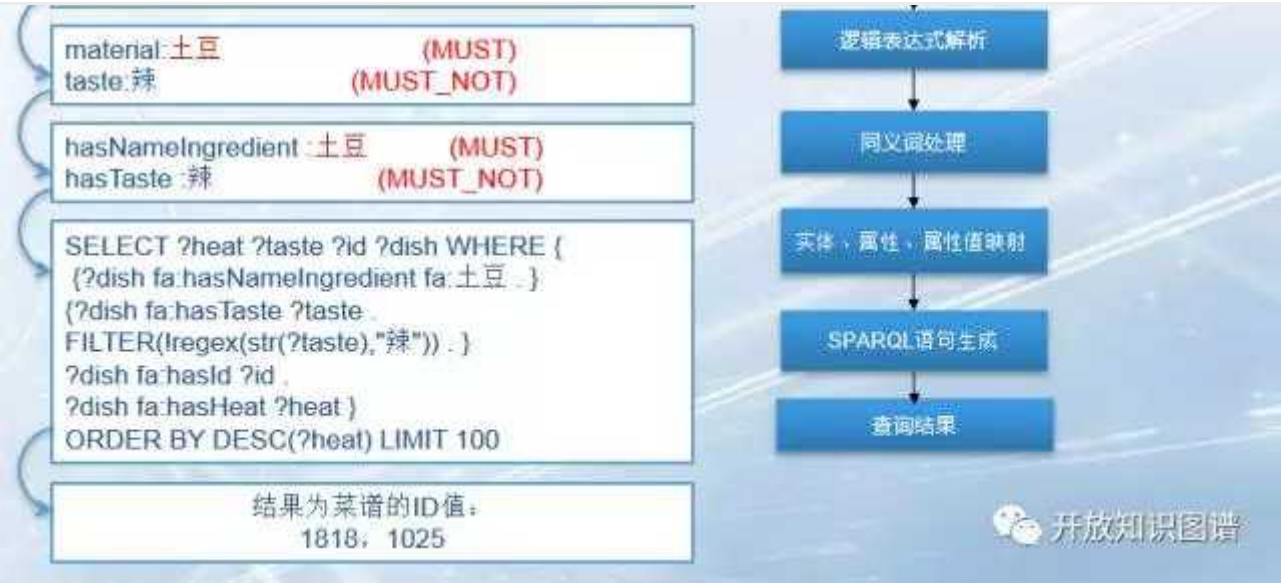 material:土豆 (MUST)
taste:辣 (MUST_NOT)
hasNameIngredient :土豆 (MUST)
hasTaste :辣 (MUST_NOT)
SELECT ?heat ?taste ?id ?dish WHERE {
{?dish fa:hasNameIngredient fa:土豆 . }
{?dish fa:hasTaste ?taste .
FILTER(!regex(str(?taste),"辣")) . }
?dish fa:hasId ?id .
?dish fa:hasHeat ?heat }
ORDER BY DESC(?heat) LIMIT 100
结果为菜谱的ID值:
1818，1025
逻辑表达式解析
同义词处理
实体、属性、属性值映射
SPARQL语句生成
查询结果
开放知识图谱